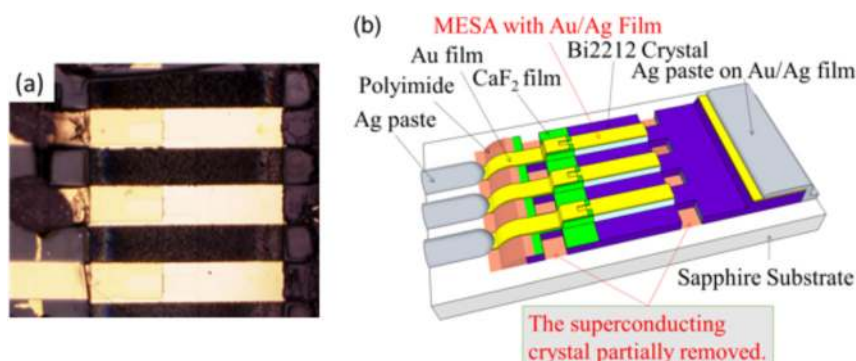 (a)
(b)
MESA with Au/Ag Film
Au film
Bi2212 Crystal
Polyimide
CaF₂ film
Ag paste on Au/Ag film
Ag paste
Sapphire Substrate
The superconducting
crystal partially removed.